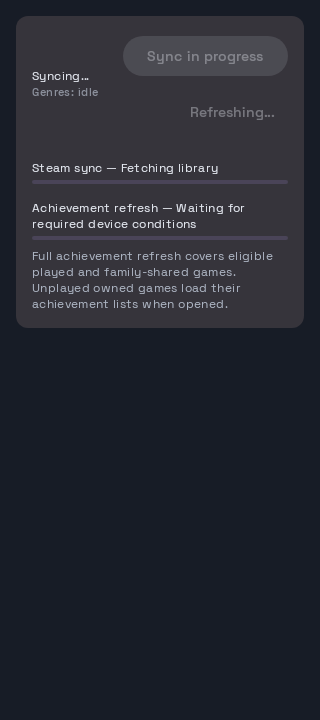 Sync in progress
Syncing…
Genres: idle
Refreshing…
Steam sync — Fetching library
Achievement refresh — Waiting for
required device conditions
Full achievement refresh covers eligible
played and family-shared games.
Unplayed owned games load their
achievement lists when opened.